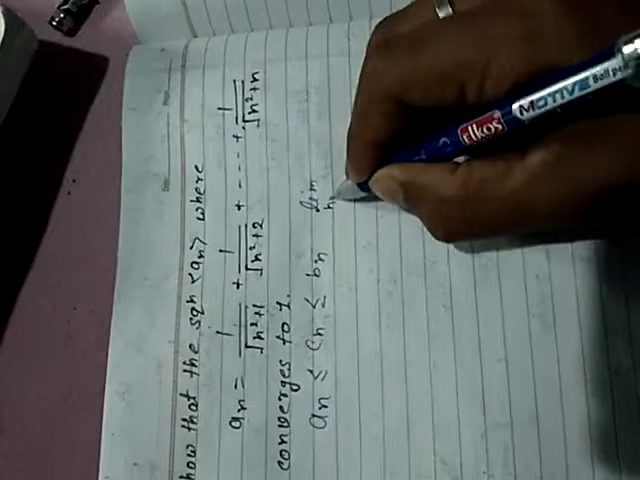 how that the sqn <an> where
an = 1/√n²+1 + 1/√n²+2 + - - - - + 1/√n²+n
converges to 1.
an ≤ cn ≤ bn lim
n
elkos MOTIVE Ball pen